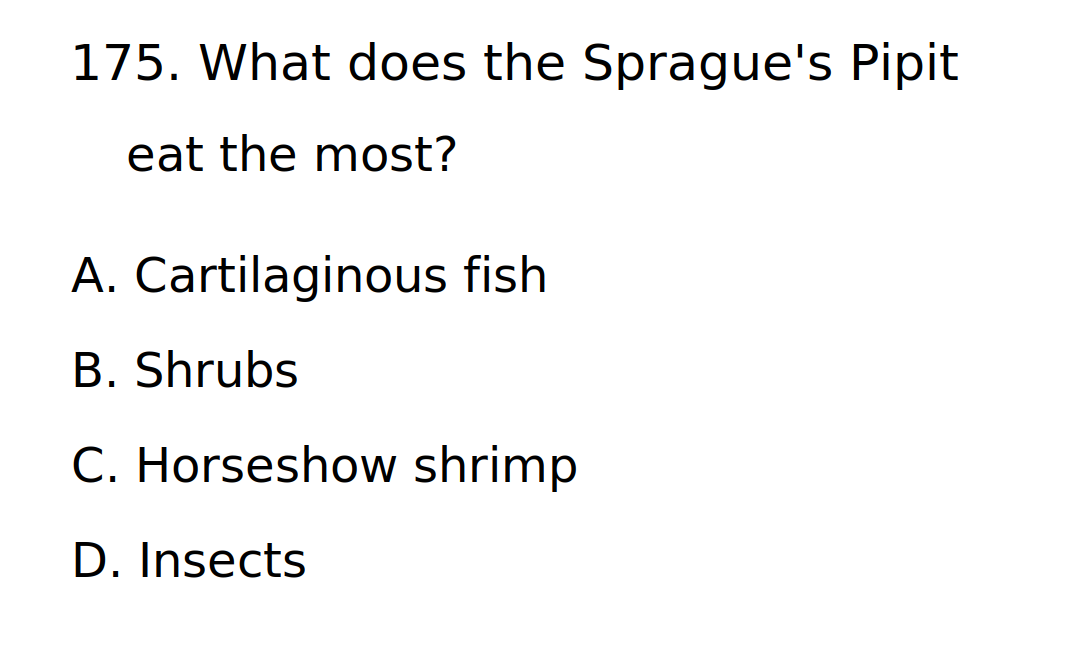 175. What does the Sprague's Pipit
eat the most?
A. Cartilaginous fish
B. Shrubs
C. Horseshow shrimp
D. Insects